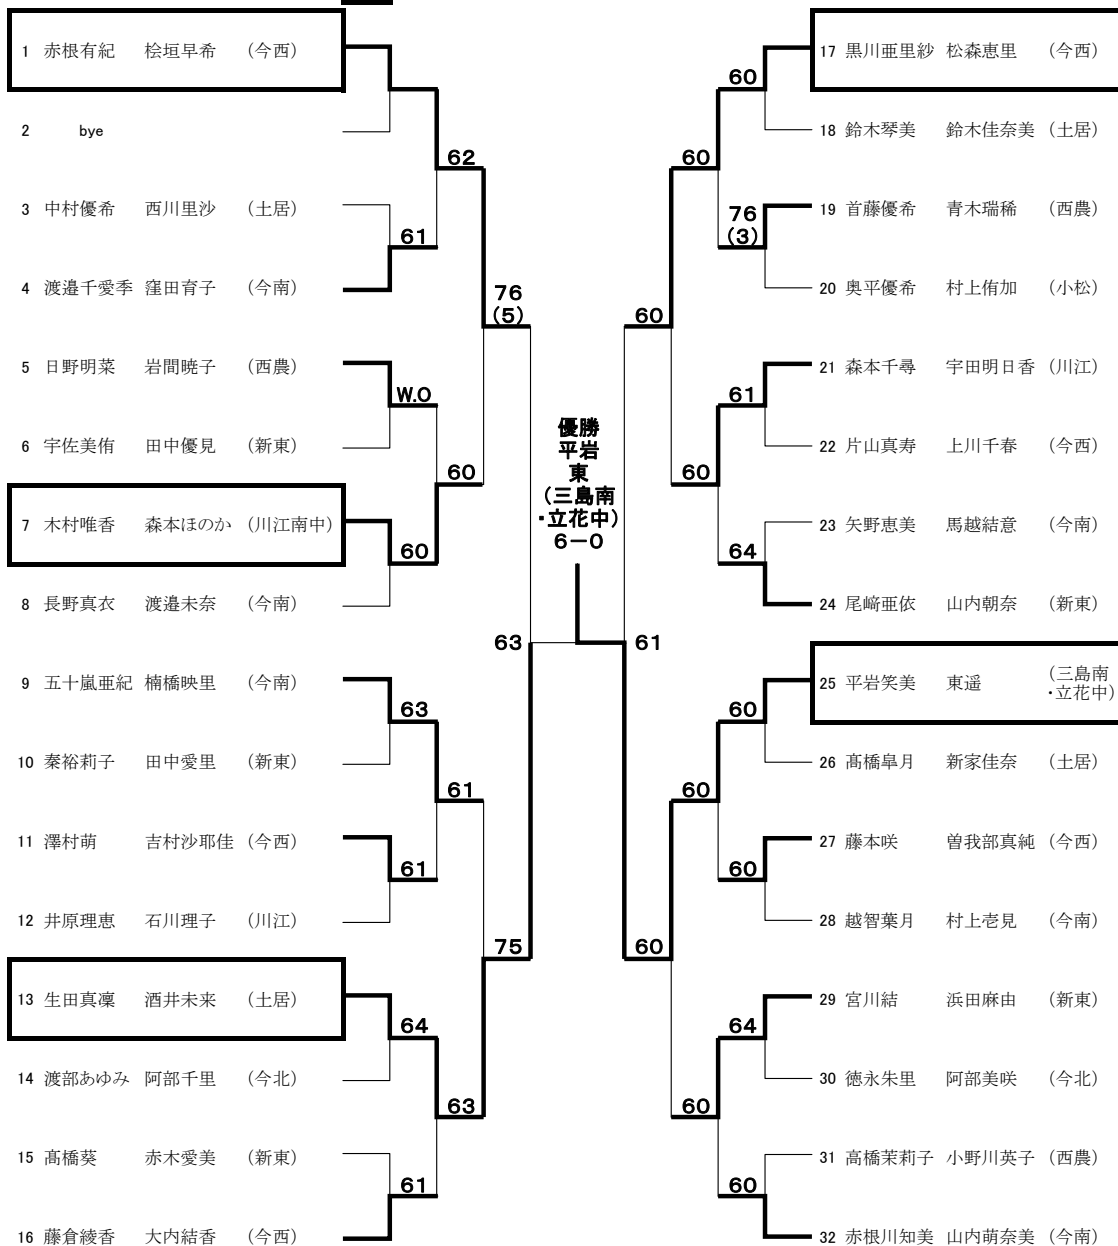 1 赤根有紀 桧垣早希 (今西)
2 bye
62
3 中村優希 西川里沙 (土居)
61
4 渡邉千愛季 窪田育子 (今南)
76
(5)
5 日野明菜 岩間暁子 (西農)
W.O
6 宇佐美侑 田中優見 (新東)
60
7 木村唯香 森本ほのか (川江南中)
60
8 長野真衣 渡邉未奈 (今南)
63
9 五十嵐亜紀 楠橋映里 (今南)
63
10 秦裕莉子 田中愛里 (新東)
61
11 澤村萌 吉村沙耶佳 (今西)
61
12 井原理恵 石川理子 (川江)
75
13 生田真凜 酒井未来 (土居)
64
14 渡部あゆみ 阿部千里 (今北)
63
15 髙橋葵 赤木愛美 (新東)
61
16 藤倉綾香 大内結香 (今西)
優勝
平岩
東
(三島南
・立花中)
6-0
17 黒川亜里紗 松森恵里 (今西)
60
18 鈴木琴美 鈴木佳奈美 (土居)
60
19 首藤優希 青木瑞稀 (西農)
76
(3)
20 奥平優希 村上侑加 (小松)
60
21 森本千尋 宇田明日香 (川江)
61
22 片山真寿 上川千春 (今西)
60
23 矢野恵美 馬越結意 (今南)
64
24 尾﨑亜依 山内朝奈 (新東)
61
25 平岩笑美 東遥 (三島南
・立花中)
60
26 髙橋皐月 新家佳奈 (土居)
60
27 藤本咲 曽我部真純 (今西)
60
28 越智葉月 村上壱見 (今南)
60
29 宮川結 浜田麻由 (新東)
64
30 徳永朱里 阿部美咲 (今北)
60
31 高橋茉莉子 小野川英子 (西農)
60
32 赤根川知美 山内萌奈美 (今南)